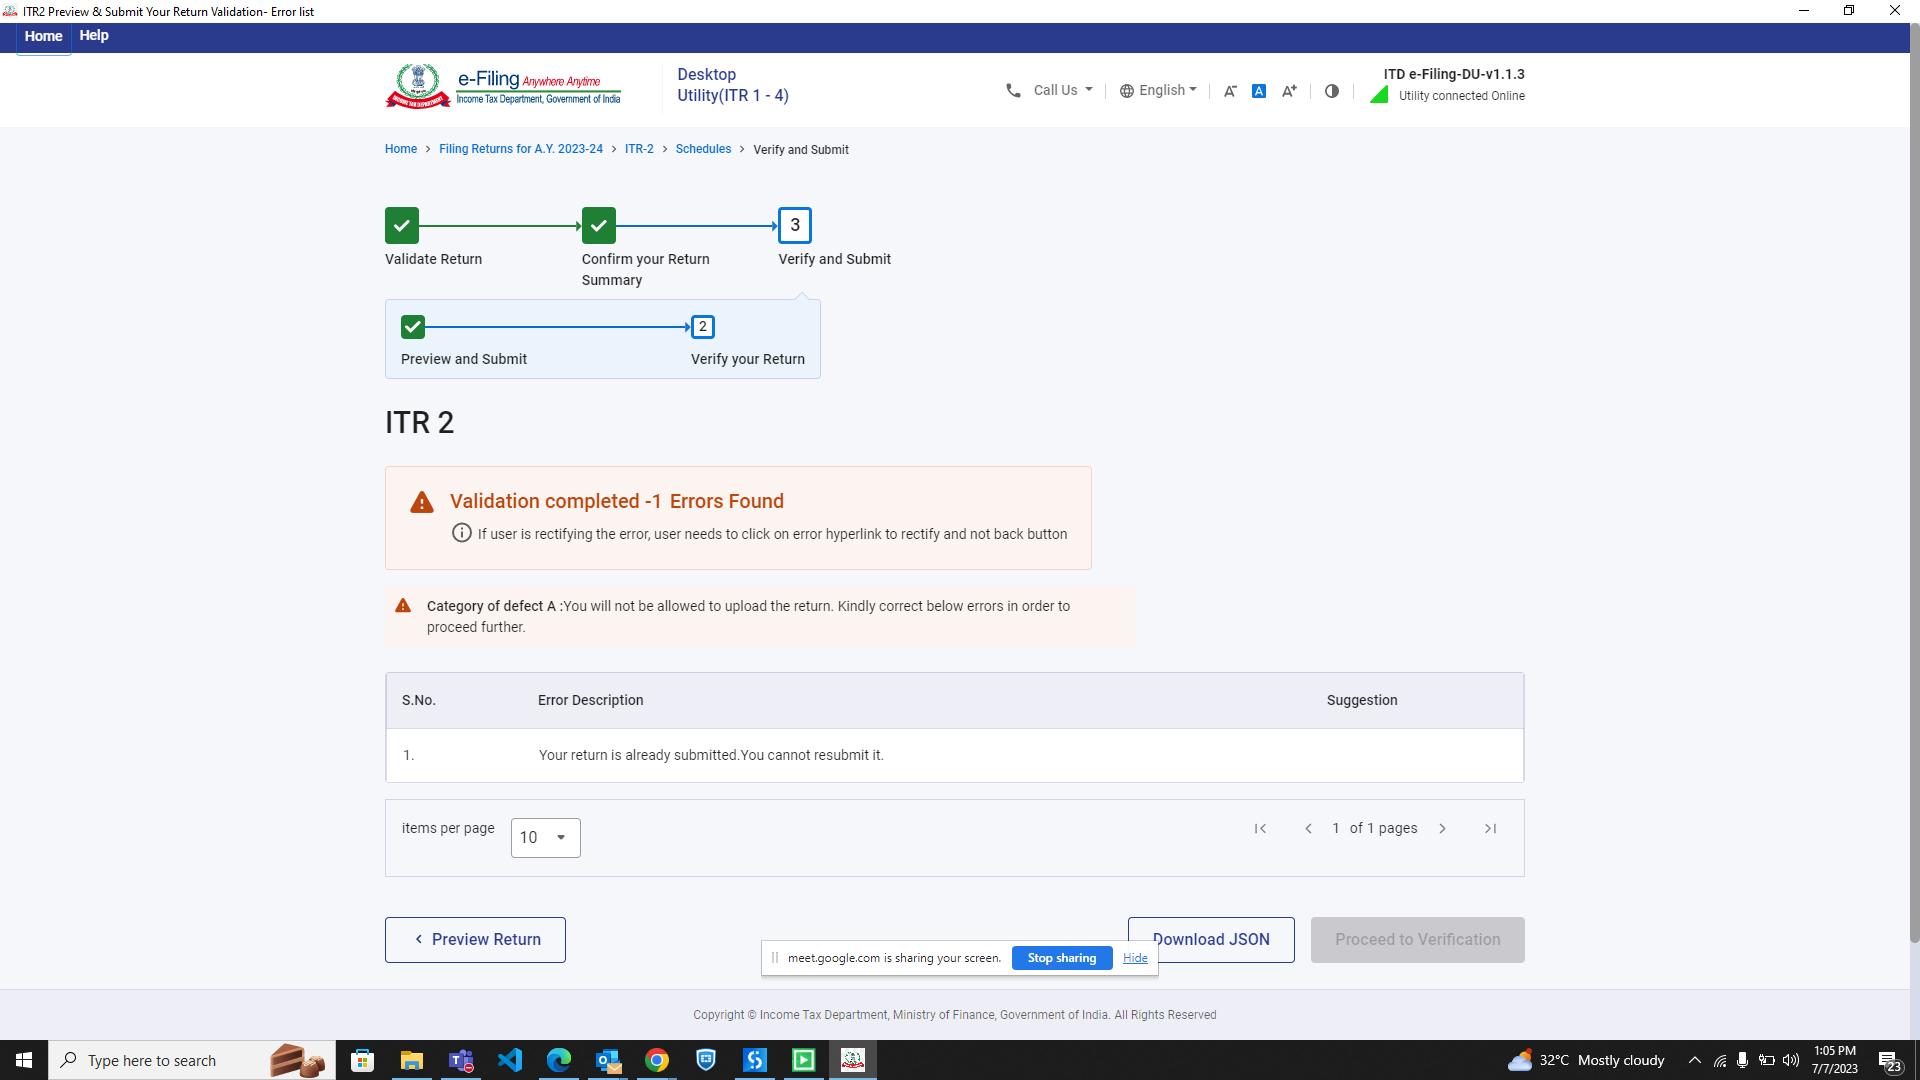 ITR2 Preview & Submit Your Return Validation- Error list
Home Help
e-Filing Anywhere Anytime
Income Tax Department, Government of India
Desktop
Utility(ITR 1 - 4)
Call Us
English
A-
A
A+
ITD e-Filing-DU-v1.1.3
Utility connected Online
Home > Filing Returns for A.Y. 2023-24 > ITR-2 > Schedules > Verify and Submit
3
Validate Return
Confirm your Return
Summary
Verify and Submit
2
Preview and Submit
Verify your Return
ITR 2
Validation completed -1 Errors Found
If user is rectifying the error, user needs to click on error hyperlink to rectify and not back button
Category of defect A :You will not be allowed to upload the return. Kindly correct below errors in order to
proceed further.
S.No. Error Description Suggestion
1. Your return is already submitted.You cannot resubmit it.
items per page 10
1 of 1 pages
Preview Return
Download JSON
Proceed to Verification
meet.google.com is sharing your screen. Stop sharing Hide
Copyright © Income Tax Department, Ministry of Finance, Government of India. All Rights Reserved
Type here to search
32°C Mostly cloudy
1:05 PM
7/7/2023
23